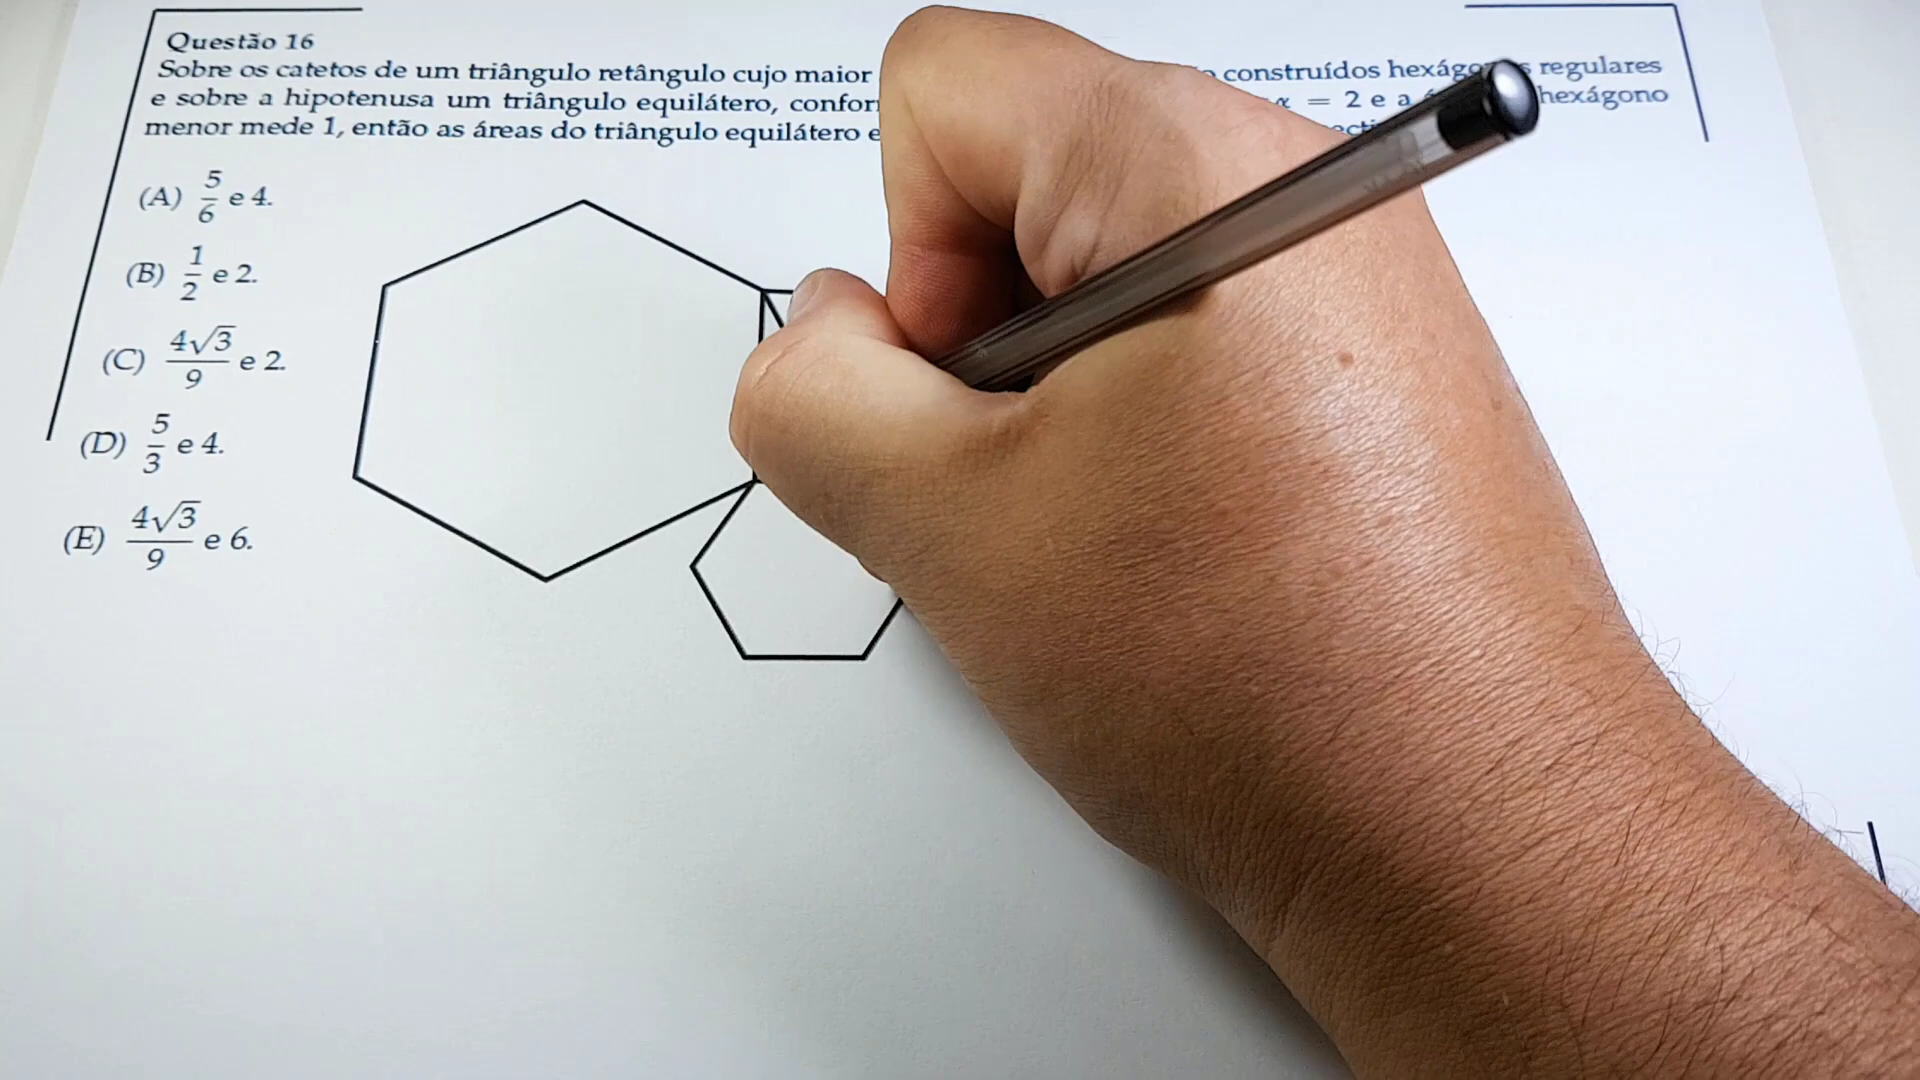 Questão 16
Sobre os catetos de um triângulo retângulo cujo maior construídos hexágonos regulares
e sobre a hipotenusa um triângulo equilátero, α = 2 e a hexágono
menor mede 1, então as áreas do triângulo equilátero e
(A) 5/6 e 4.
(B) 1/2 e 2.
(C) 4√3/9 e 2.
(D) 5/3 e 4.
(E) 4√3/9 e 6.